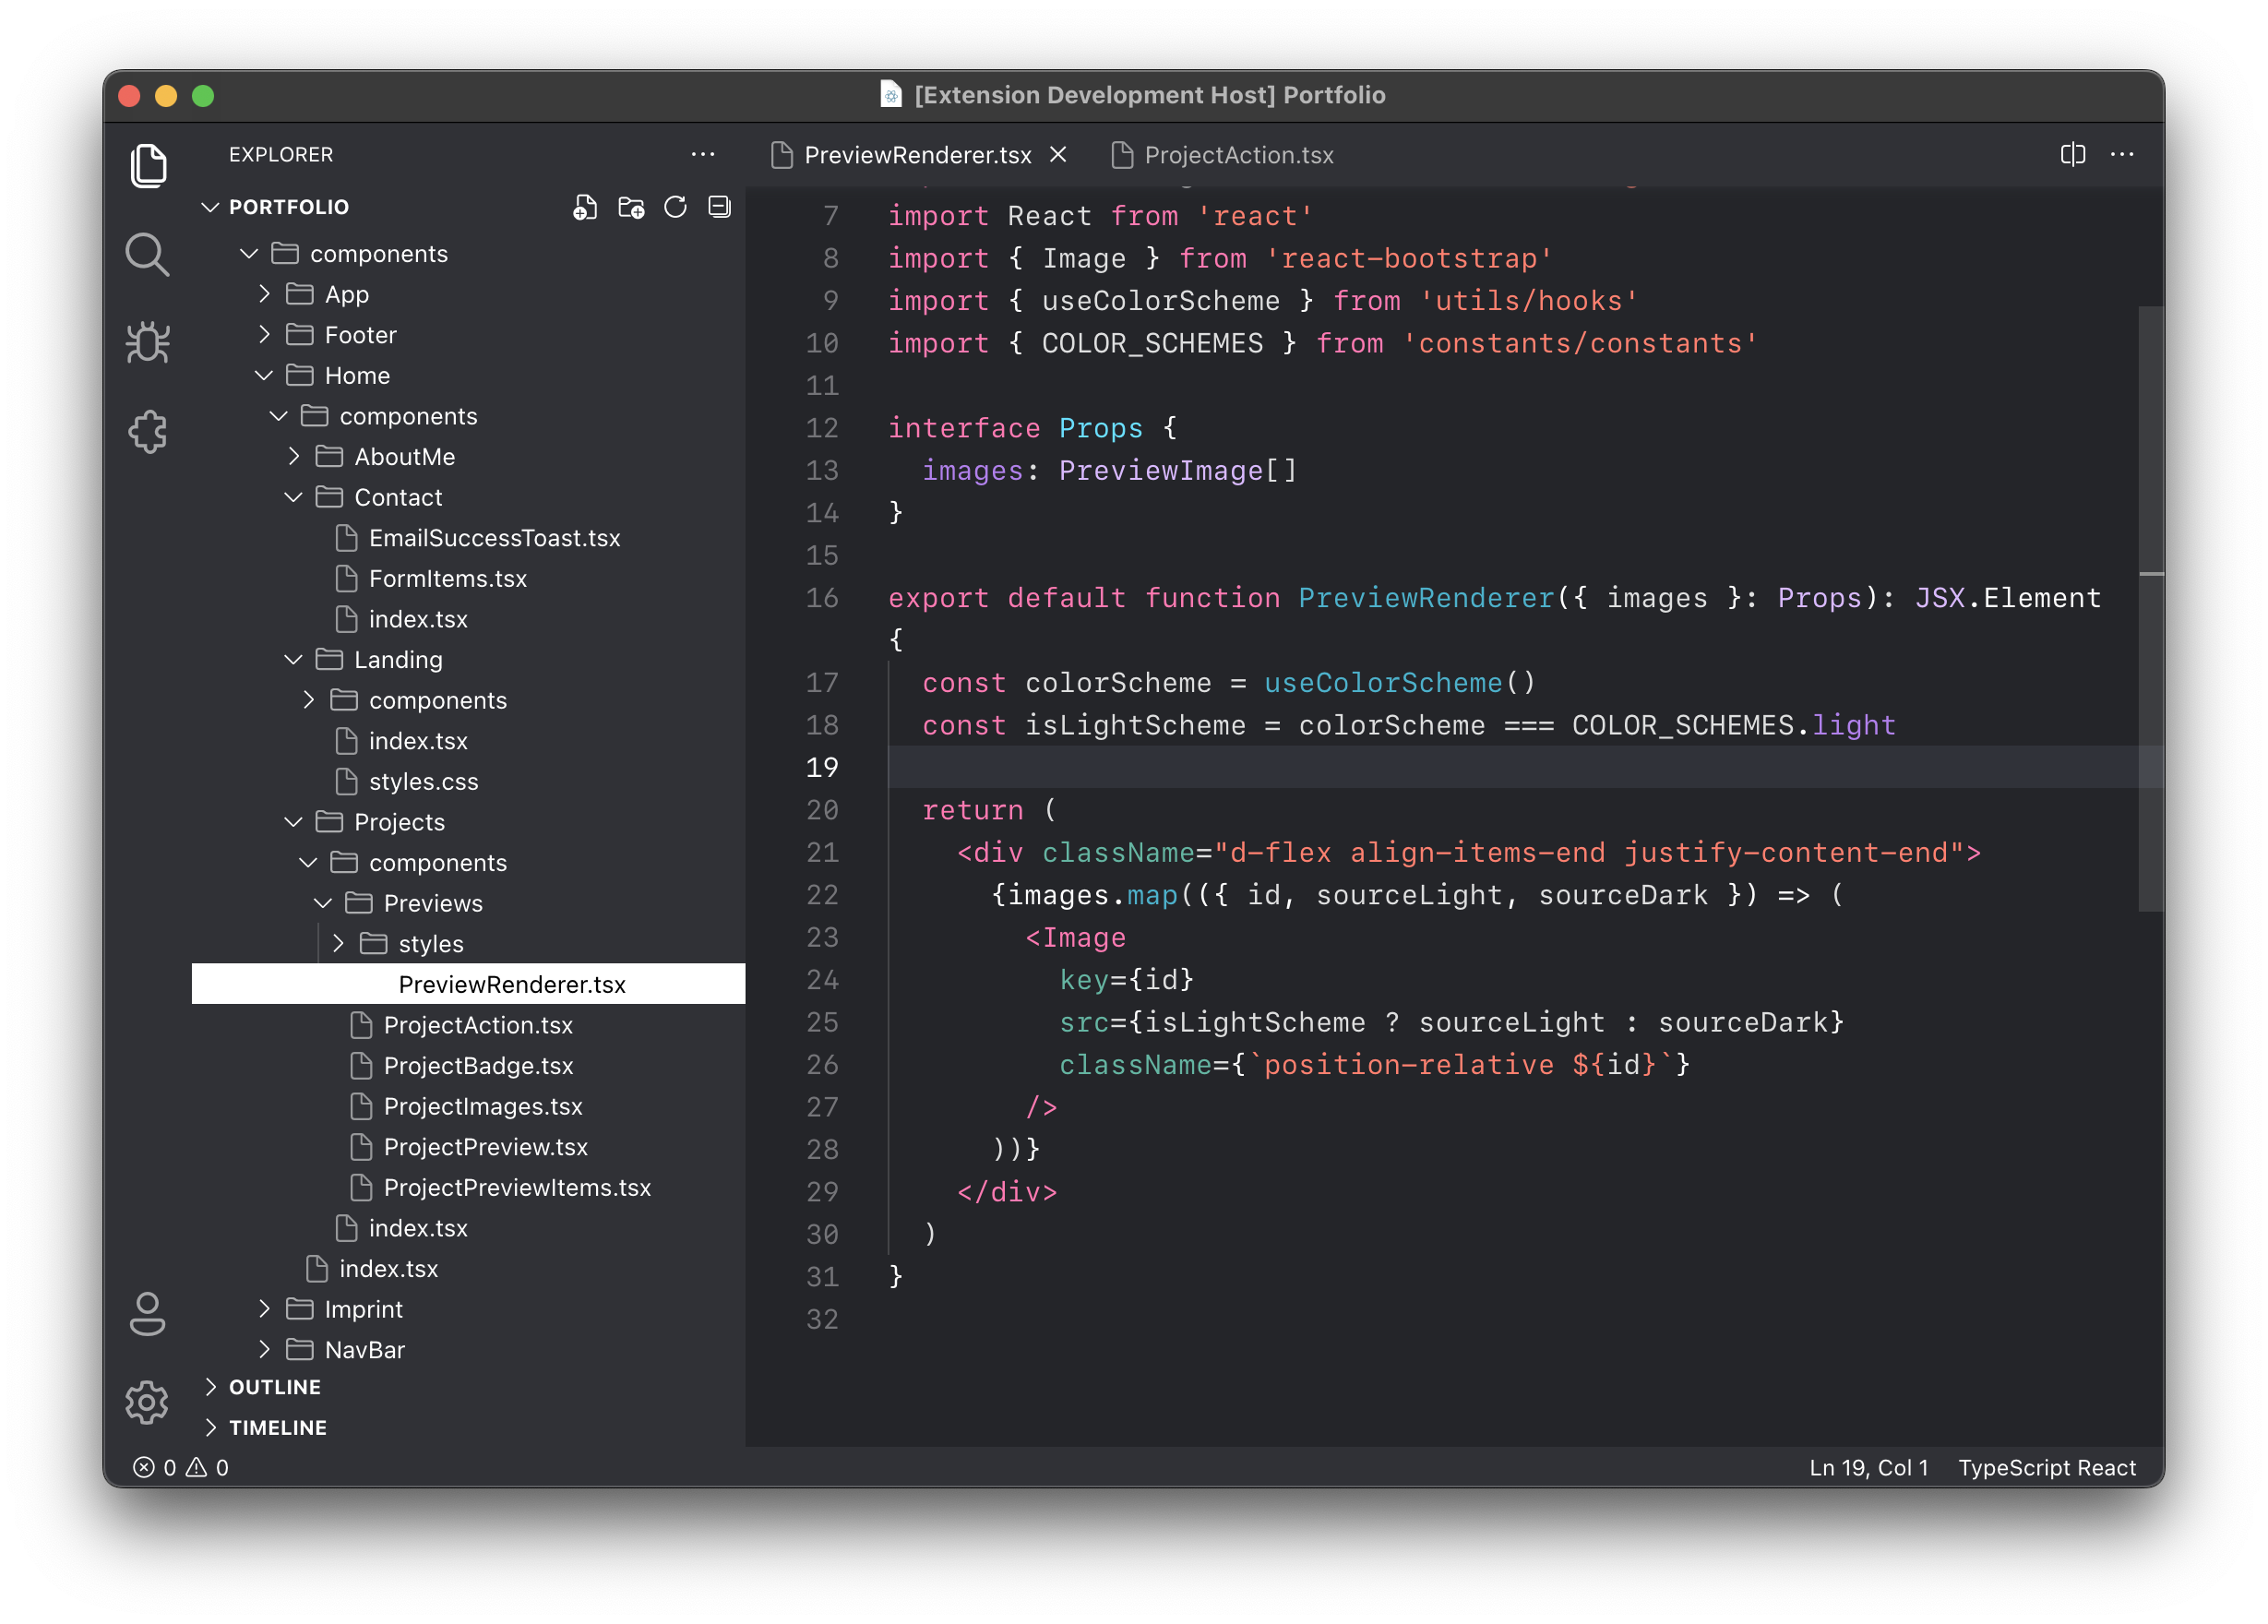 [Extension Development Host] Portfolio
EXPLORER
PreviewRenderer.tsx
ProjectAction.tsx
PORTFOLIO
components
App
Footer
Home
components
AboutMe
Contact
EmailSuccessToast.tsx
FormItems.tsx
index.tsx
Landing
components
index.tsx
styles.css
Projects
components
Previews
styles
PreviewRenderer.tsx
ProjectAction.tsx
ProjectBadge.tsx
ProjectImages.tsx
ProjectPreview.tsx
ProjectPreviewItems.tsx
index.tsx
index.tsx
Imprint
NavBar
OUTLINE
TIMELINE
7 import React from 'react'
8 import { Image } from 'react-bootstrap'
9 import { useColorScheme } from 'utils/hooks'
10 import { COLOR_SCHEMES } from 'constants/constants'
11
12 interface Props {
13   images: PreviewImage[]
14 }
15
16 export default function PreviewRenderer({ images }: Props): JSX.Element
{
17   const colorScheme = useColorScheme()
18   const isLightScheme = colorScheme === COLOR_SCHEMES.light
19
20   return (
21     <div className="d-flex align-items-end justify-content-end">
22       {images.map(({ id, sourceLight, sourceDark }) => (
23         <Image
24           key={id}
25           src={isLightScheme ? sourceLight : sourceDark}
26           className={`position-relative ${id}`}
27         />
28       ))}
29     </div>
30   )
31 }
32
0 0
Ln 19, Col 1 TypeScript React